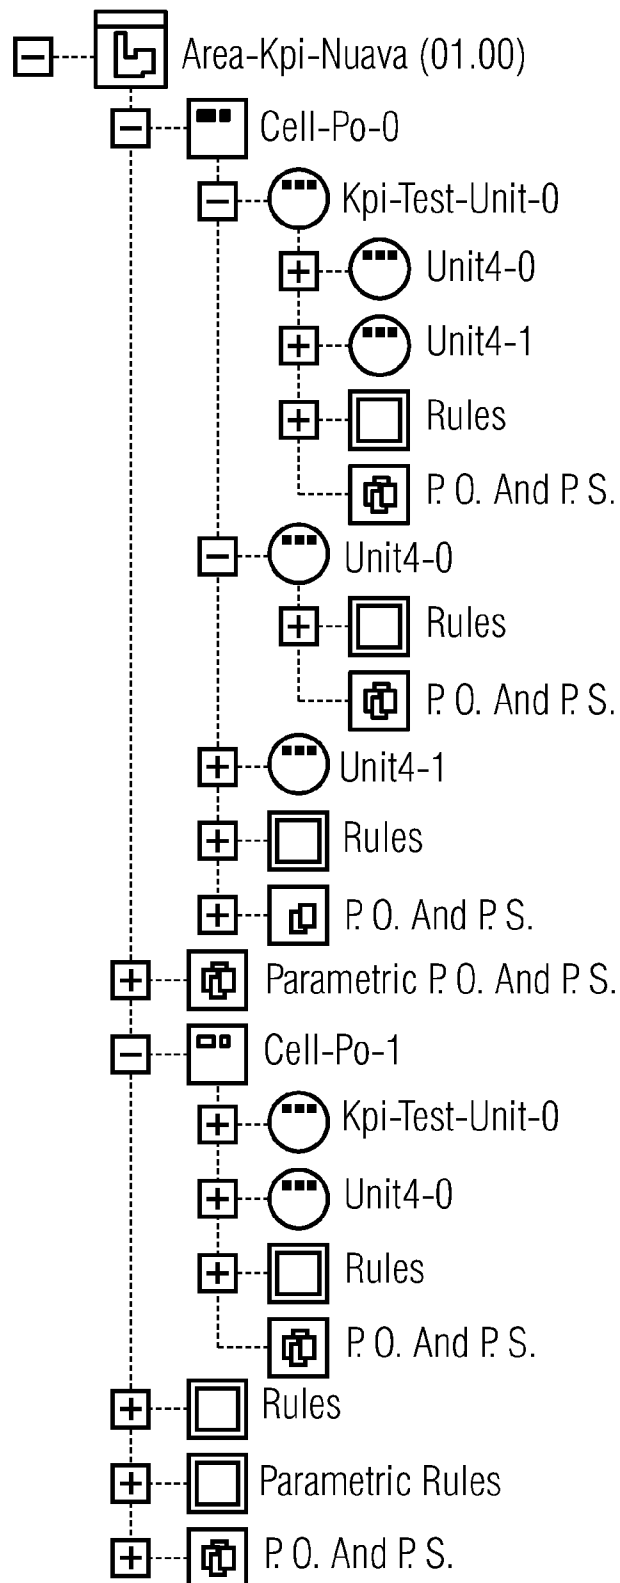 Area-Kpi-Nuava (01.00)
Cell-Po-0
Kpi-Test-Unit-0
Unit4-0
Unit4-1
Rules
P. O. And P. S.
Unit4-0
Rules
P. O. And P. S.
Unit4-1
Rules
P. O. And P. S.
Parametric P. O. And P. S.
Cell-Po-1
Kpi-Test-Unit-0
Unit4-0
Rules
P. O. And P. S.
Rules
Parametric Rules
P. O. And P. S.